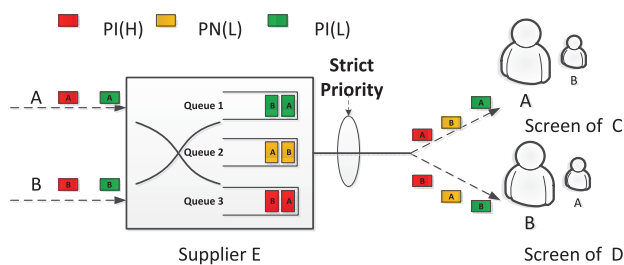 PI(H) PN(L) PI(L)
A A A
B B B
Queue 1 B A
Queue 2 A B
Queue 3 B A
Supplier E
Strict
Priority
A B A
B A B
A B
Screen of C
B A
Screen of D